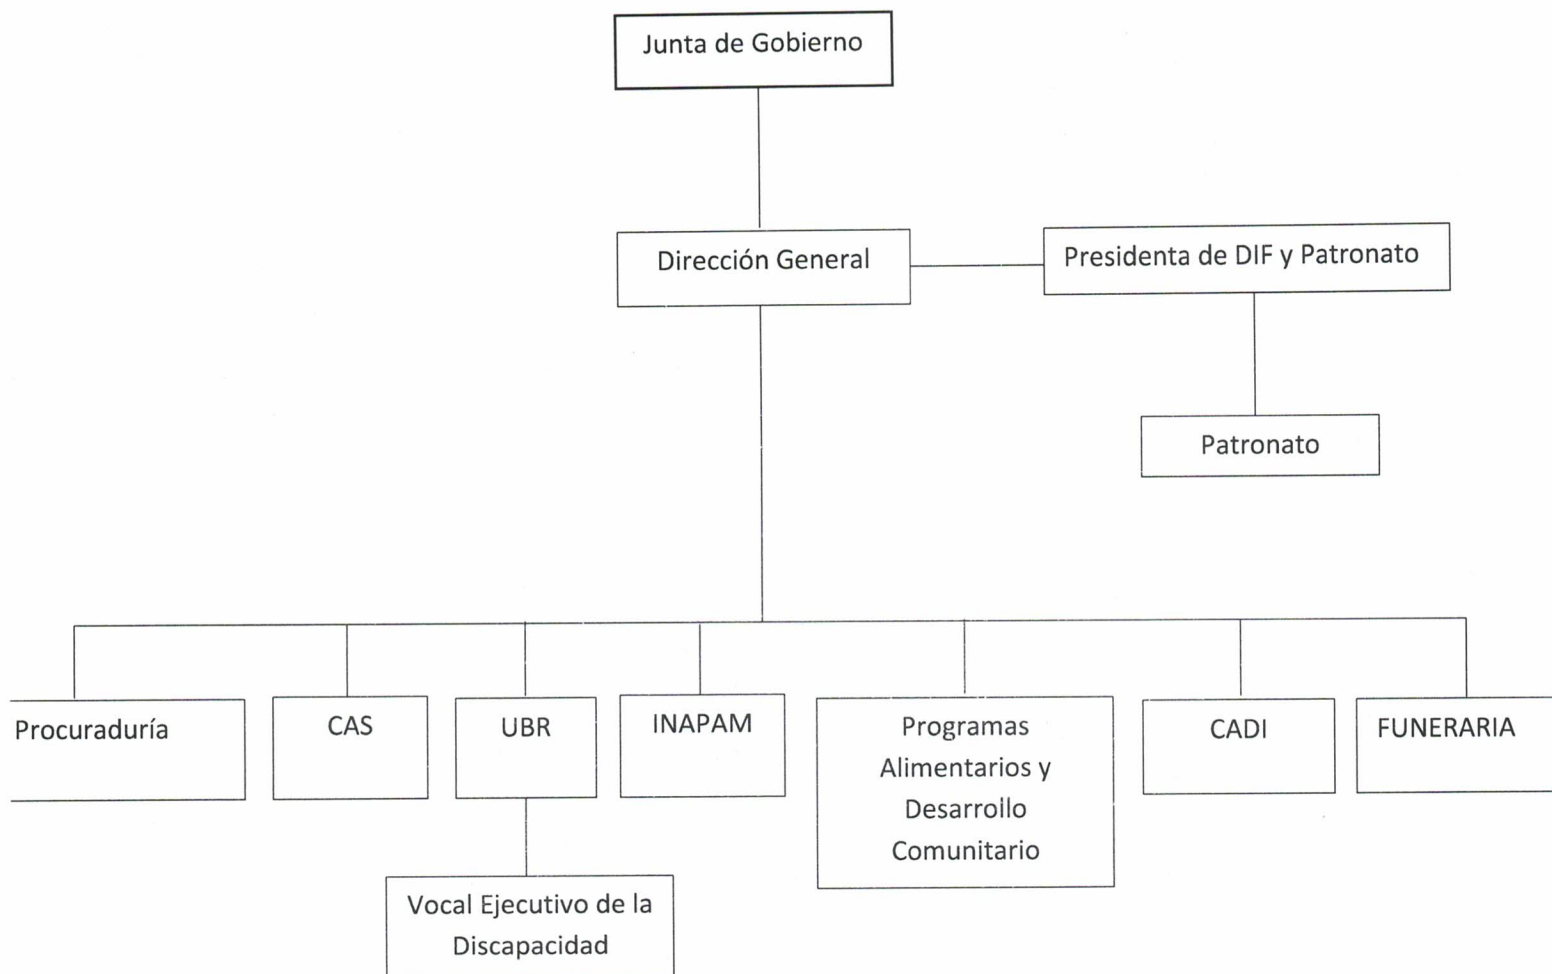 Junta de Gobierno
Dirección General
Presidenta de DIF y Patronato
Patronato
Procuraduría
CAS
UBR
INAPAM
Programas
Alimentarios y
Desarrollo
Comunitario
CADI
FUNERARIA
Vocal Ejecutivo de la
Discapacidad